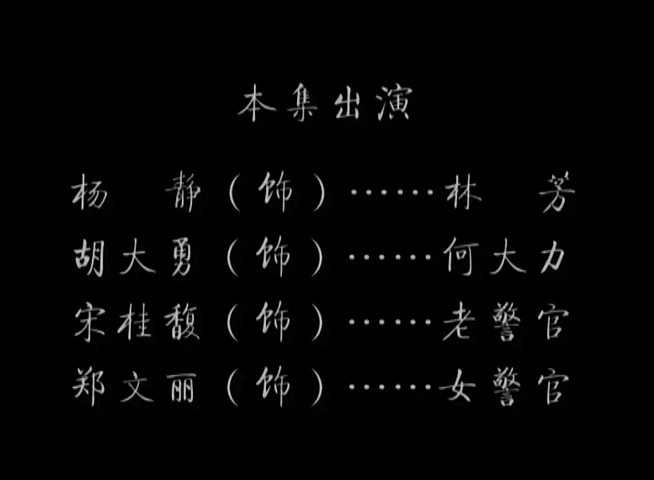 本集出演
杨 静(饰)……林 芳
胡大勇(饰)……何大力
宋桂馥(饰)……老警官
郑文丽(饰)……女警官